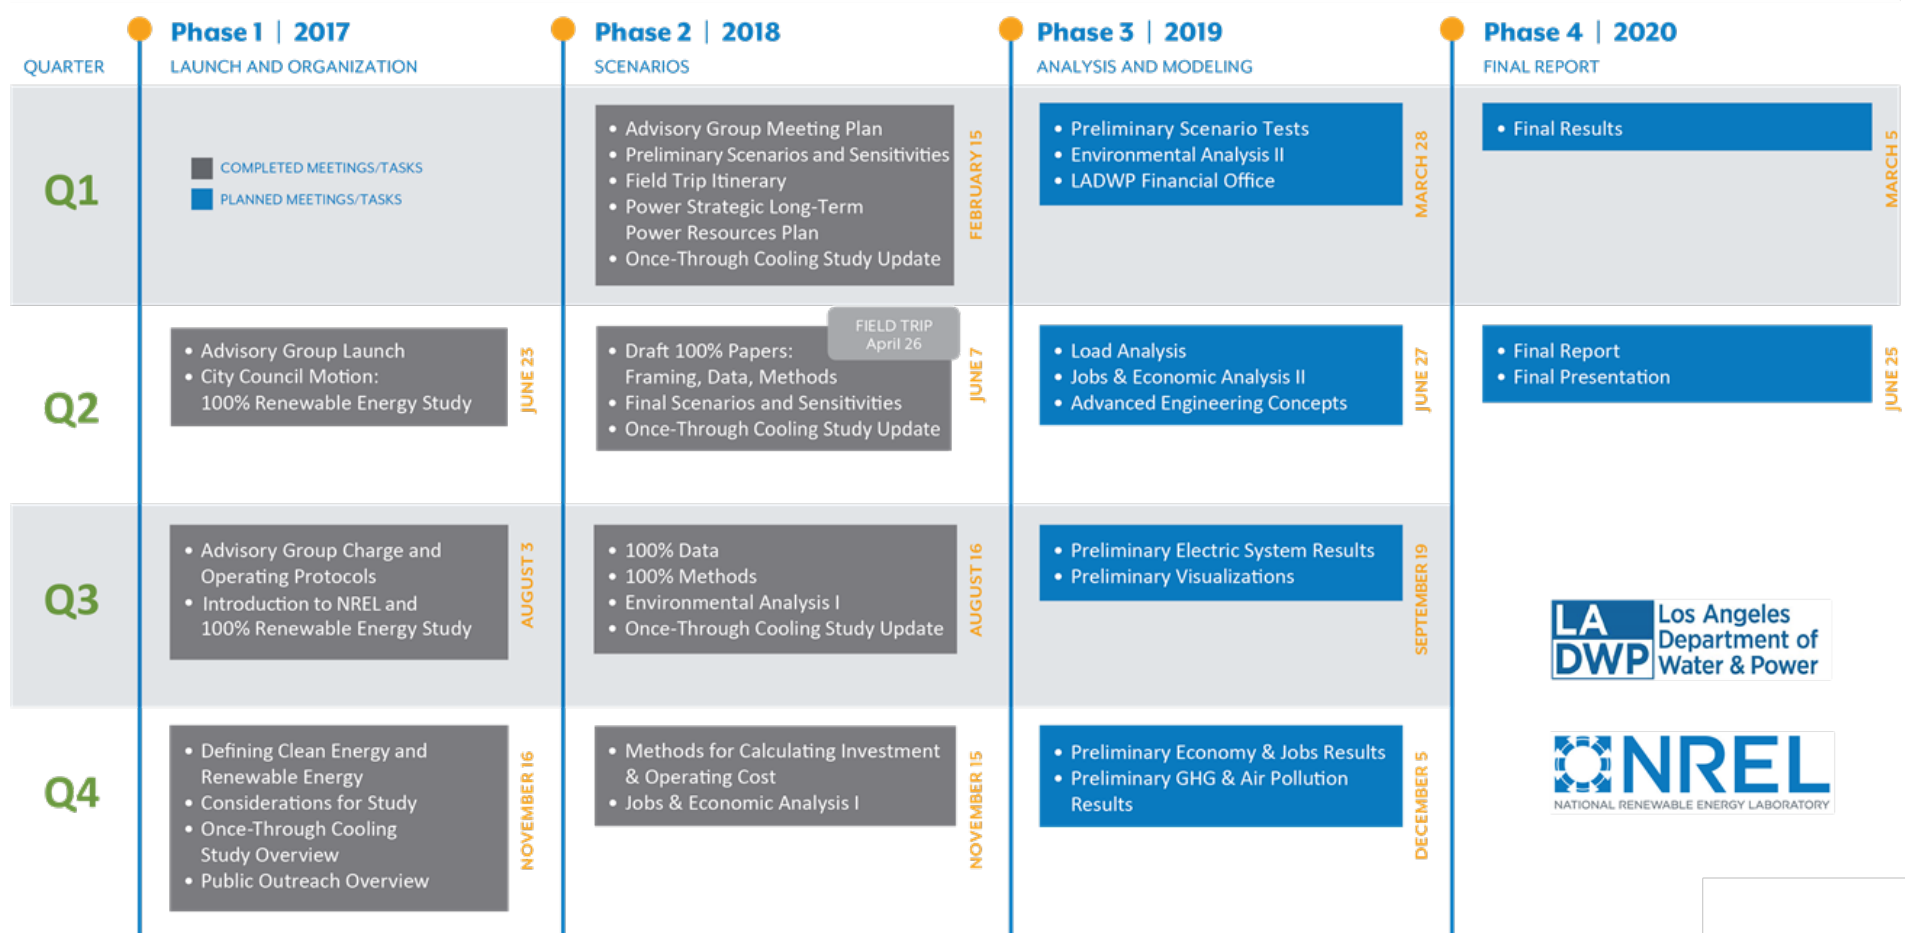 Phase 1 | 2017
Phase 2 | 2018
Phase 3 | 2019
Phase 4 | 2020
QUARTER
LAUNCH AND ORGANIZATION
SCENARIOS
ANALYSIS AND MODELING
FINAL REPORT
Q1
COMPLETED MEETINGS/TASKS
PLANNED MEETINGS/TASKS
• Advisory Group Meeting Plan
• Preliminary Scenarios and Sensitivities
• Field Trip Itinerary
• Power Strategic Long-Term
Power Resources Plan
• Once-Through Cooling Study Update
FEBRUARY 15
• Preliminary Scenario Tests
• Environmental Analysis II
• LADWP Financial Office
MARCH 28
• Final Results
MARCH 5
Q2
• Advisory Group Launch
• City Council Motion:
100% Renewable Energy Study
JUNE 23
FIELD TRIP
April 26
• Draft 100% Papers:
Framing, Data, Methods
• Final Scenarios and Sensitivities
• Once-Through Cooling Study Update
JUNE 7
• Load Analysis
• Jobs & Economic Analysis II
• Advanced Engineering Concepts
JUNE 27
• Final Report
• Final Presentation
JUNE 25
Q3
• Advisory Group Charge and
Operating Protocols
• Introduction to NREL and
100% Renewable Energy Study
AUGUST 3
• 100% Data
• 100% Methods
• Environmental Analysis I
• Once-Through Cooling Study Update
AUGUST 16
• Preliminary Electric System Results
• Preliminary Visualizations
SEPTEMBER 19
LA
DWP
Los Angeles
Department of
Water & Power
Q4
• Defining Clean Energy and
Renewable Energy
• Considerations for Study
• Once-Through Cooling
Study Overview
• Public Outreach Overview
NOVEMBER 16
• Methods for Calculating Investment
& Operating Cost
• Jobs & Economic Analysis I
NOVEMBER 15
• Preliminary Economy & Jobs Results
• Preliminary GHG & Air Pollution
Results
DECEMBER 5
NREL
NATIONAL RENEWABLE ENERGY LABORATORY